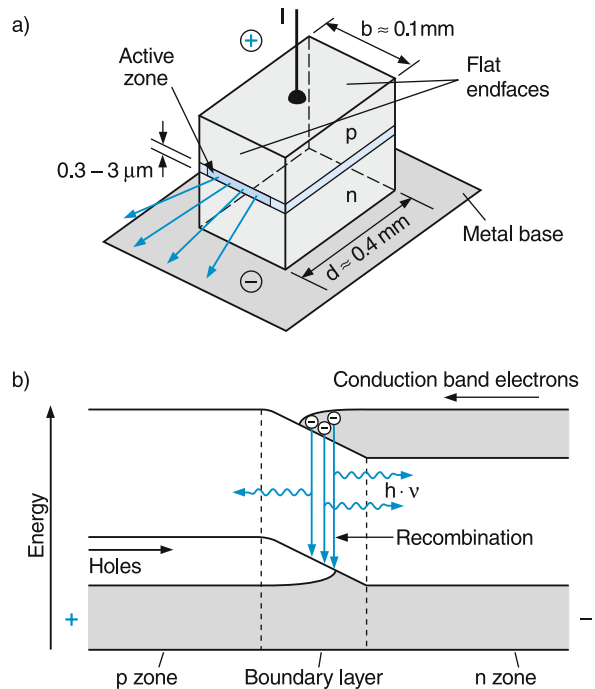 a)
I
+
b ≈ 0.1 mm
Active
zone
Flat
endfaces
p
0.3 – 3 μm
n
Metal base
d ≈ 0.4 mm
−
b)
Conduction band electrons
− − −
h · ν
Energy
Recombination
Holes
+
−
p zone
Boundary layer
n zone